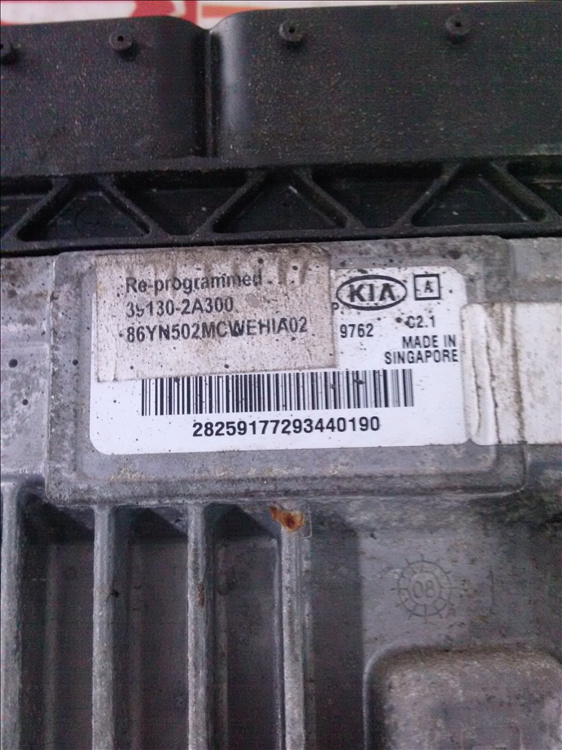 Re-programmed
39130-2A300
86YN502MCWEHIA02
P
KIA
A
9762
C2.1
MADE IN
SINGAPORE
28259177293440190
08